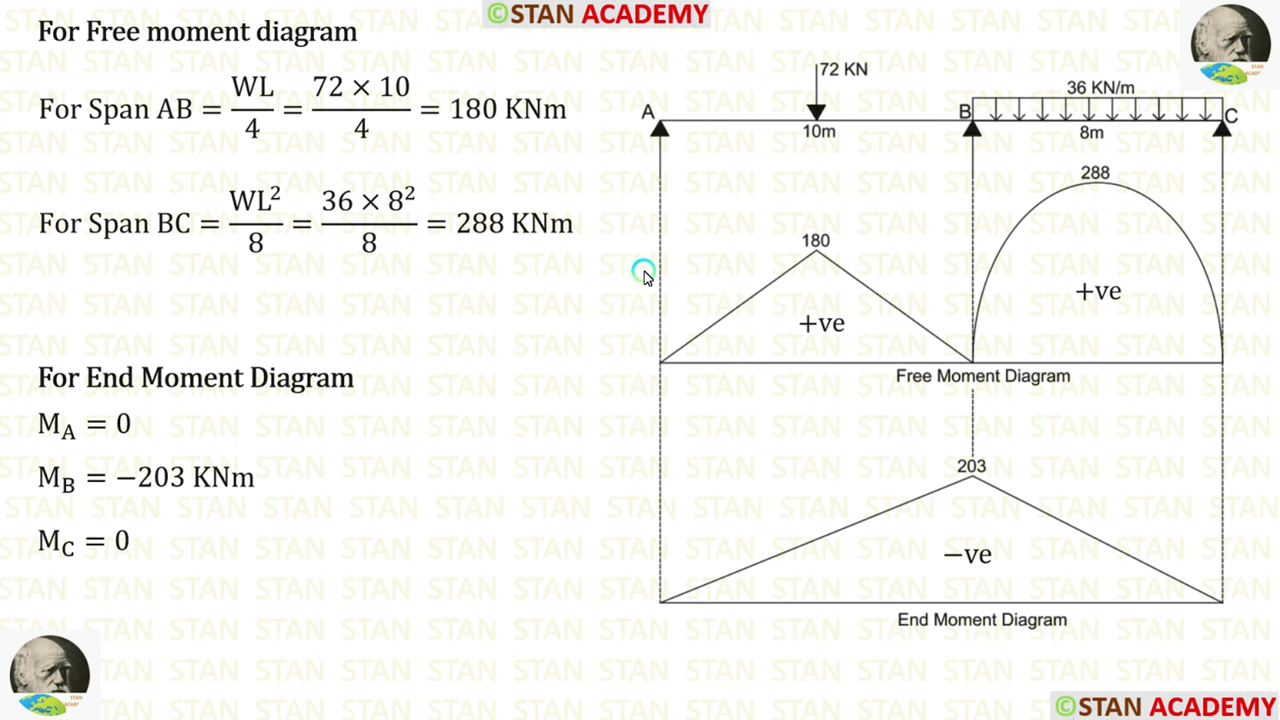 ©STAN ACADEMY
For Free moment diagram
For Span AB = WL/4 = 72 × 10/4 = 180 KNm
For Span BC = WL²/8 = 36 × 8²/8 = 288 KNm
For End Moment Diagram
M_A = 0
M_B = −203 KNm
M_C = 0
72 KN
36 KN/m
A
B
C
10m
8m
288
180
+ve
+ve
Free Moment Diagram
203
−ve
End Moment Diagram
©STAN ACADEMY